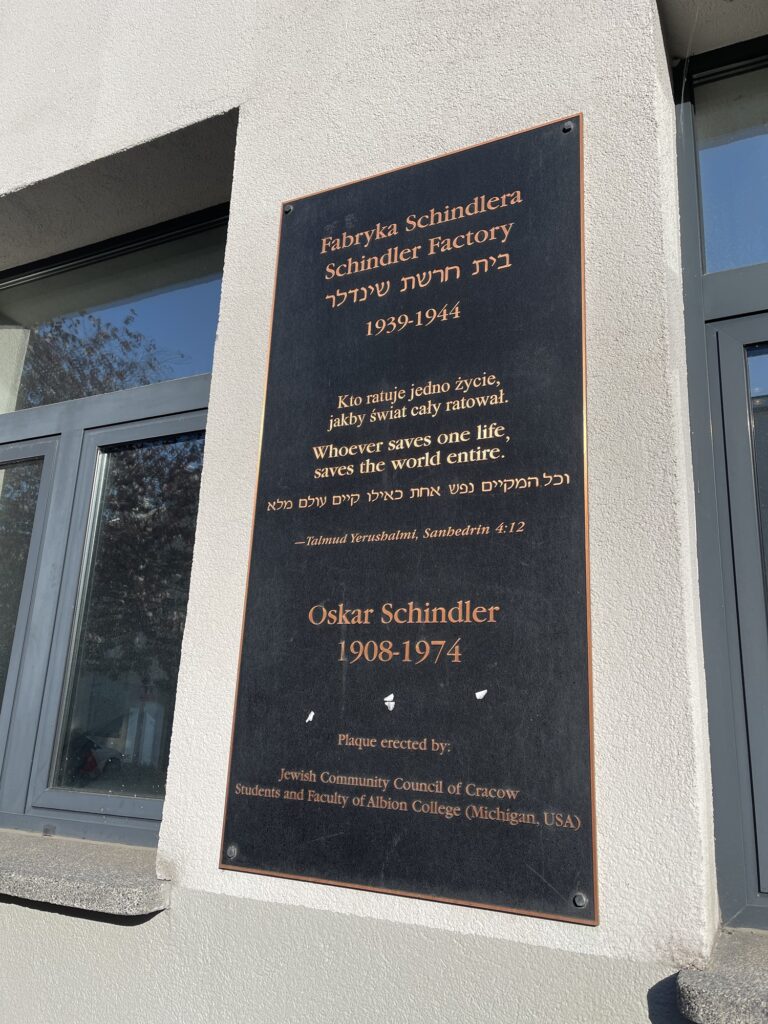 Fabryka Schindlera
Schindler Factory
בית חרשת שינדלר
1939-1944
Kto ratuje jedno życie,
jakby świat cały ratował.
Whoever saves one life,
saves the world entire.
וכל המקיים נפש אחת כאילו קיים עולם מלא
—Talmud Yerushalmi, Sanhedrin 4:12
Oskar Schindler
1908-1974
Plaque erected by:
Jewish Community Council of Cracow
Students and Faculty of Albion College (Michigan, USA)